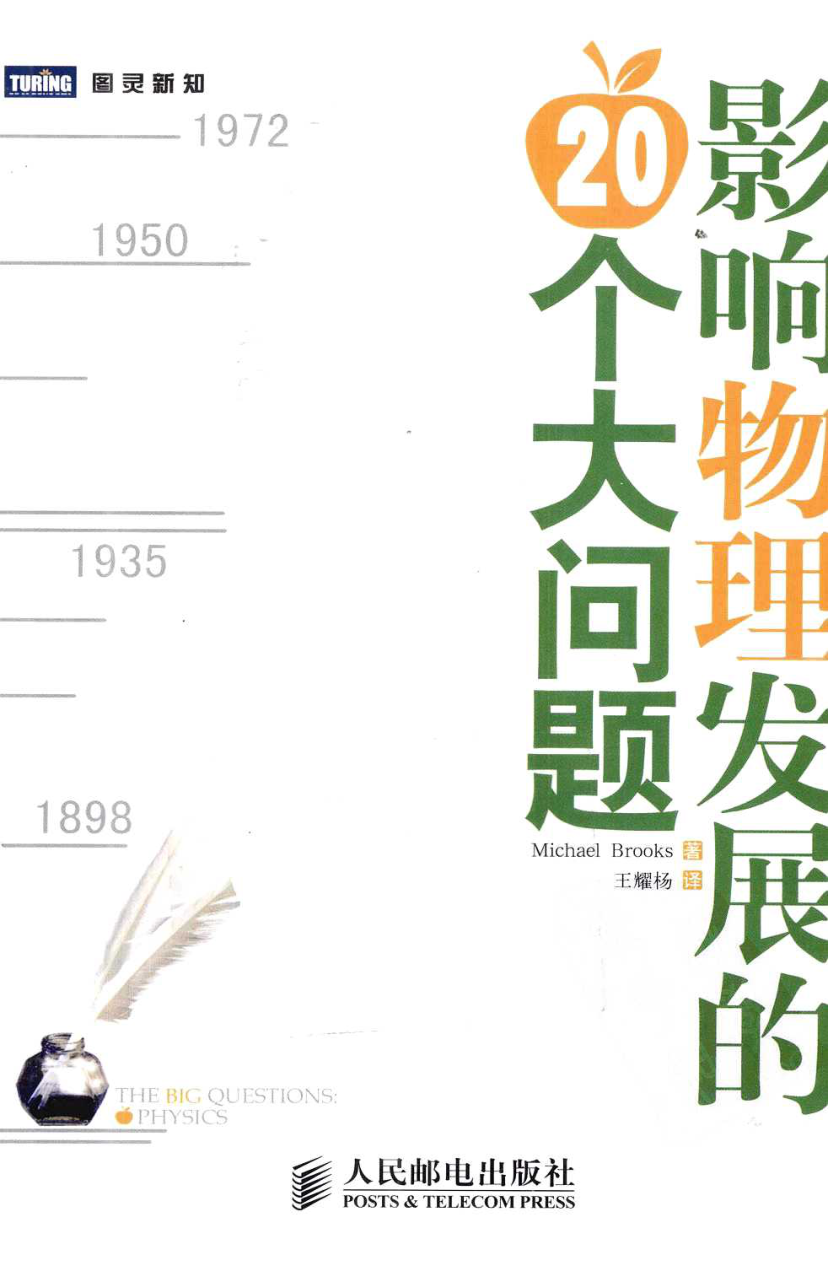 TURING 图灵新知
1972
1950
1935
1898
影响物理发展的
20个大问题
Michael Brooks 著
王耀杨 译
THE BIG QUESTIONS:
PHYSICS
人民邮电出版社
POSTS & TELECOM PRESS